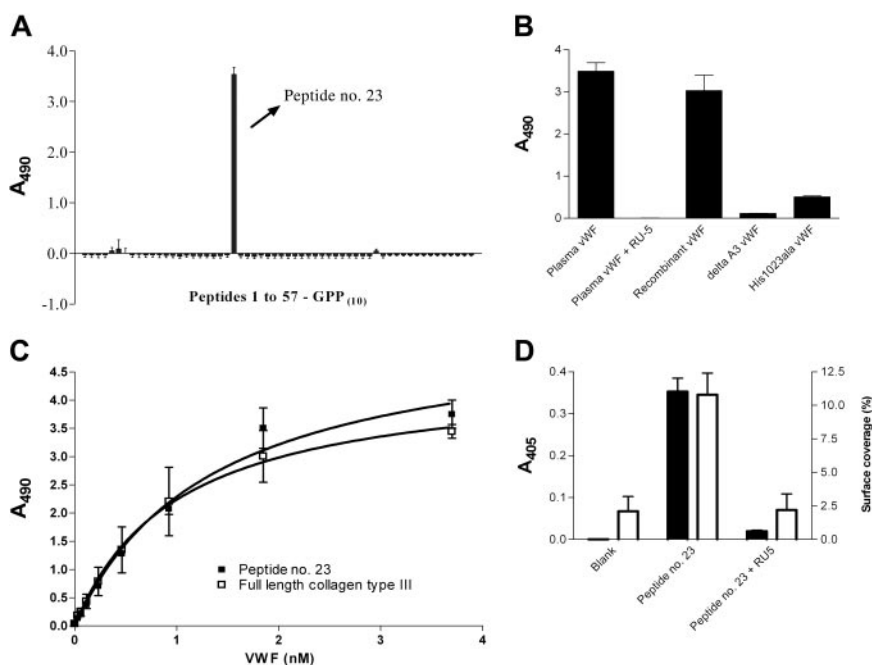 A
4.0
3.0
2.0
1.0
0.0
-1.0
A490
Peptide no. 23
Peptides 1 to 57 - GPP(10)
B
4
3
2
1
0
A490
Plasma vWF
Plasma vWF + RU-5
Recombinant vWF
delta A3 vWF
His1023ala vWF
C
4.5
4.0
3.5
3.0
2.5
2.0
1.5
1.0
0.5
0.0
A490
Peptide no. 23
Full length collagen type III
0 1 2 3 4
VWF (nM)
D
0.4
0.3
0.2
0.1
0.0
A405
12.5
10.0
7.5
5.0
2.5
0.0
Surface coverage (%)
Blank
Peptide no. 23
Peptide no. 23 + RU5